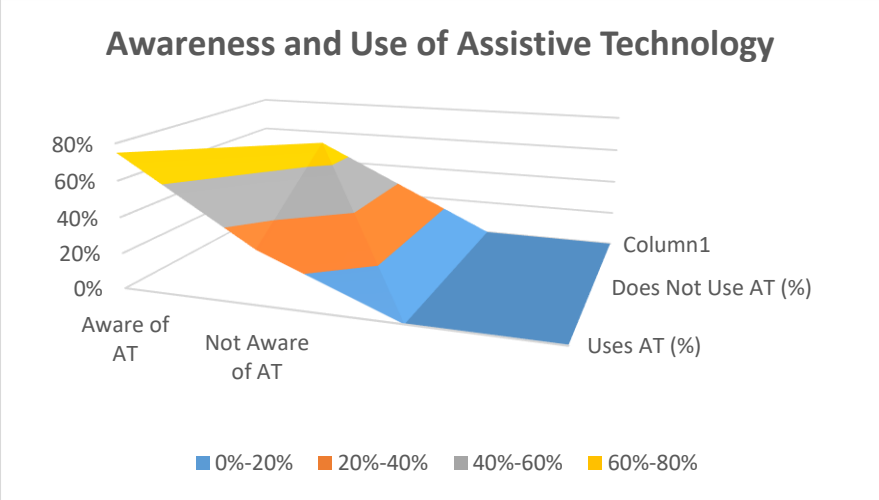 Awareness and Use of Assistive Technology
80%
60%
40%
20%
0%
Aware of
AT
Not Aware
of AT
Column1
Does Not Use AT (%)
Uses AT (%)
0%-20% 20%-40% 40%-60% 60%-80%